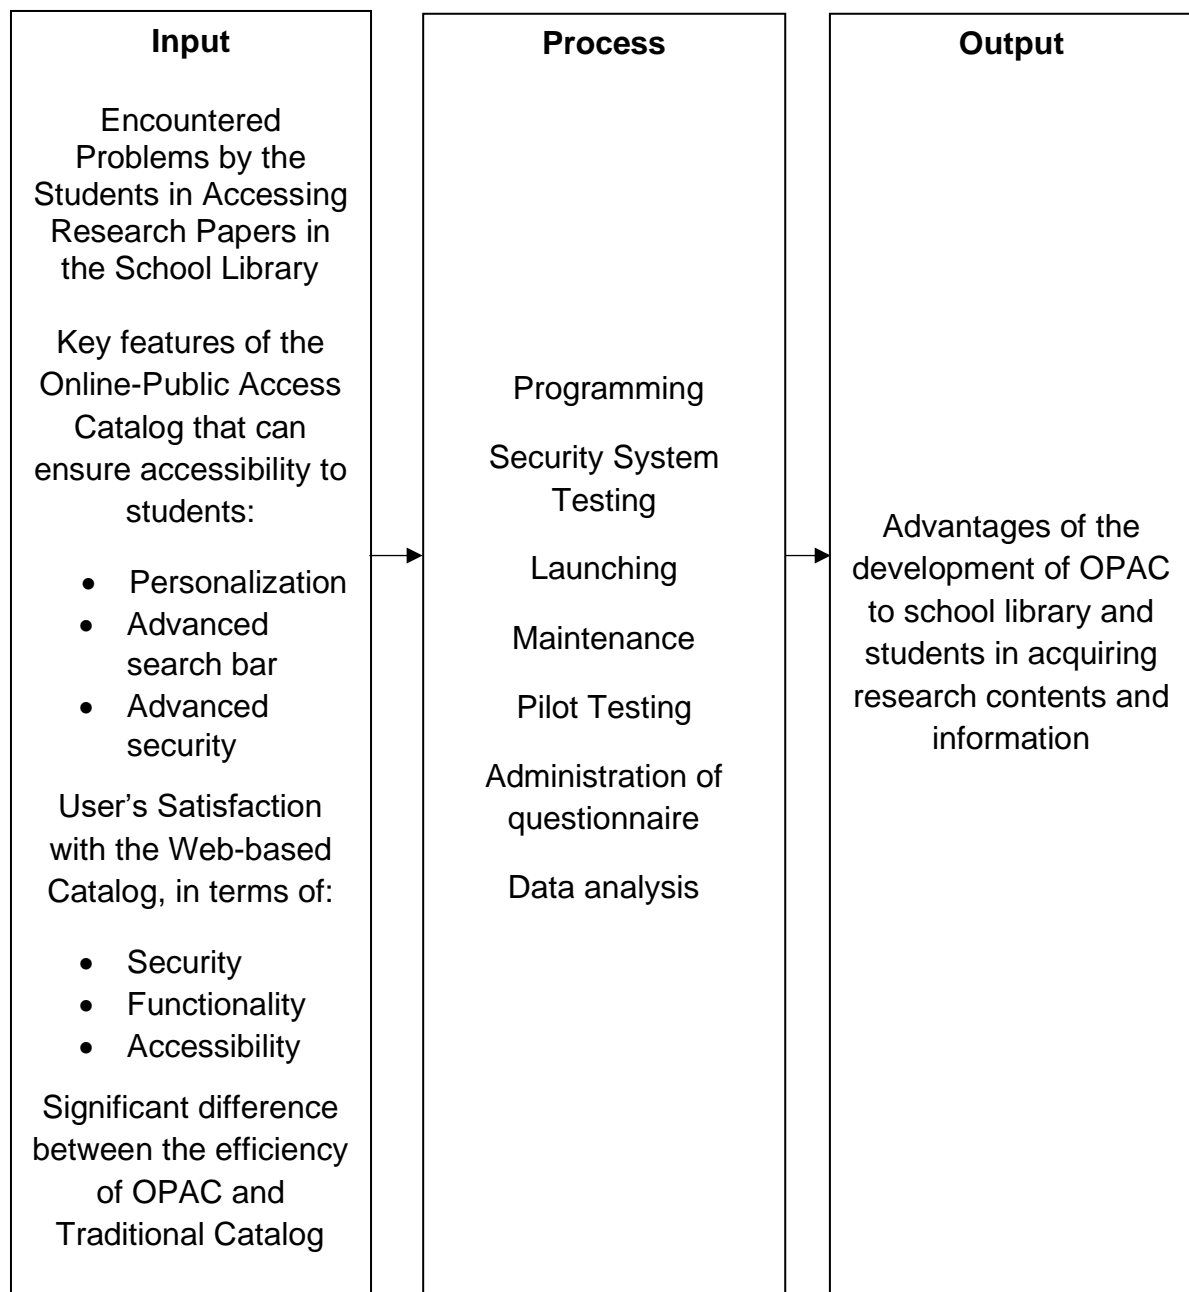 Input
Encountered
Problems by the
Students in Accessing
Research Papers in
the School Library
Key features of the
Online-Public Access
Catalog that can
ensure accessibility to
students:
• Personalization
• Advanced
search bar
• Advanced
security
User’s Satisfaction
with the Web-based
Catalog, in terms of:
• Security
• Functionality
• Accessibility
Significant difference
between the efficiency
of OPAC and
Traditional Catalog
Process
Programming
Security System
Testing
Launching
Maintenance
Pilot Testing
Administration of
questionnaire
Data analysis
Output
Advantages of the
development of OPAC
to school library and
students in acquiring
research contents and
information